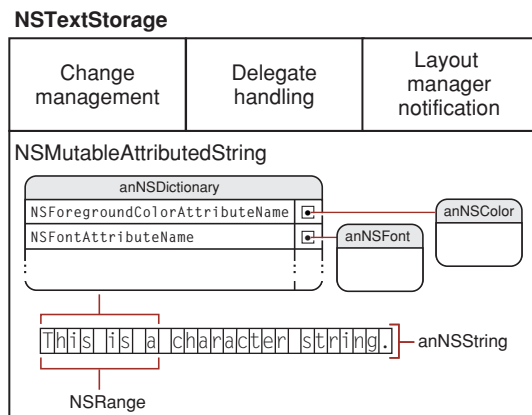 NSTextStorage
Change
management
Delegate
handling
Layout
manager
notification
NSMutableAttributedString
anNSDictionary
NSForegroundColorAttributeName
NSFontAttributeName
anNSColor
anNSFont
This is a character string.
anNSString
NSRange